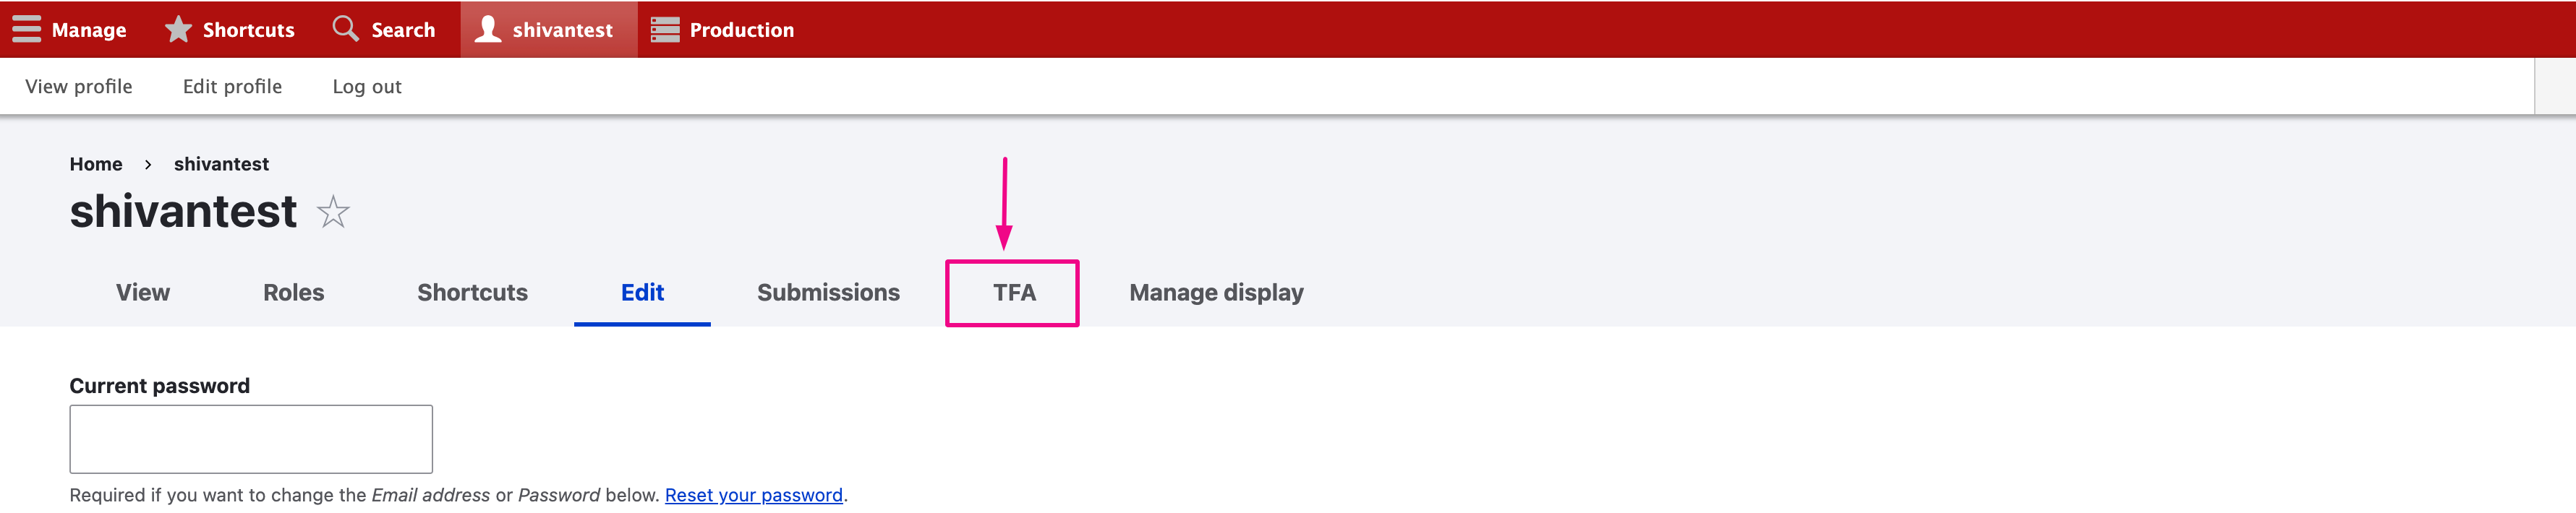 Manage Shortcuts Search shivantest Production
View profile Edit profile Log out
Home › shivantest
shivantest
View Roles Shortcuts Edit Submissions TFA Manage display
Current password
Required if you want to change the Email address or Password below. Reset your password.